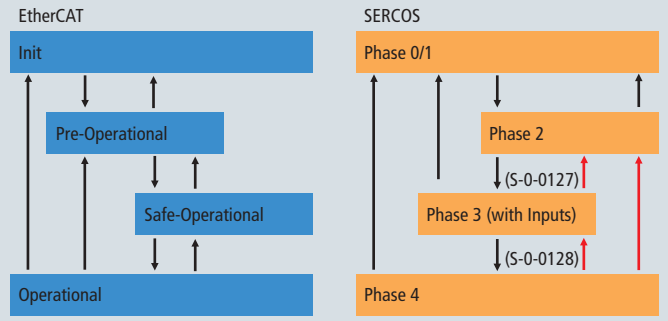 EtherCAT
Init
Pre-Operational
Safe-Operational
Operational
SERCOS
Phase 0/1
Phase 2
(S-0-0127)
Phase 3 (with Inputs)
(S-0-0128)
Phase 4